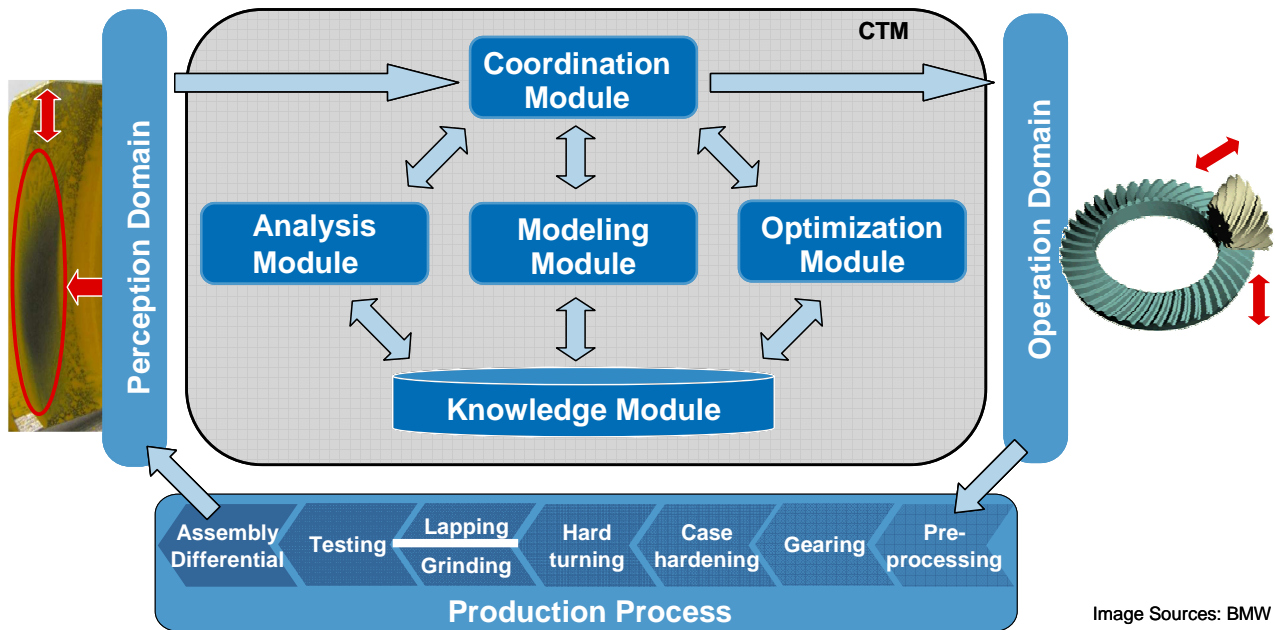 CTM
Coordination
Module
Perception Domain
Operation Domain
Analysis
Module
Modeling
Module
Optimization
Module
Knowledge Module
Assembly
Differential
Testing
Lapping
Grinding
Hard
turning
Case
hardening
Gearing
Pre-
processing
Production Process
Image Sources: BMW